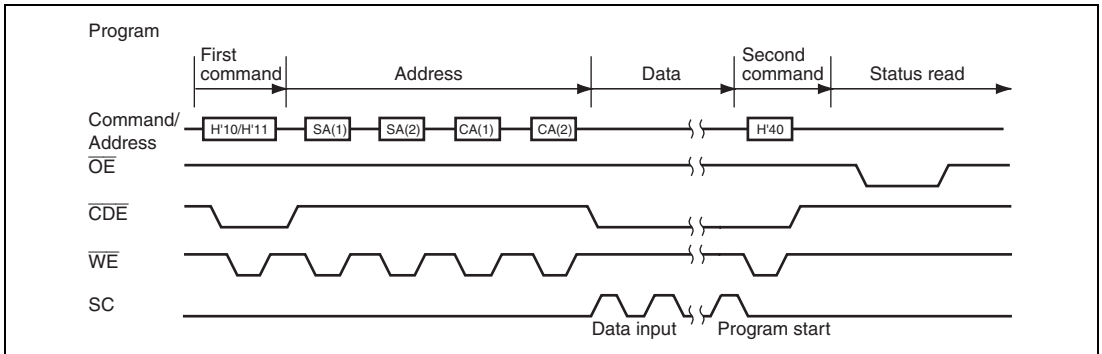 Program
First command
Address
Data
Second command
Status read
Command/
Address
H'10/H'11
SA(1)
SA(2)
CA(1)
CA(2)
H'40
OE
CDE
WE
SC
Data input
Program start